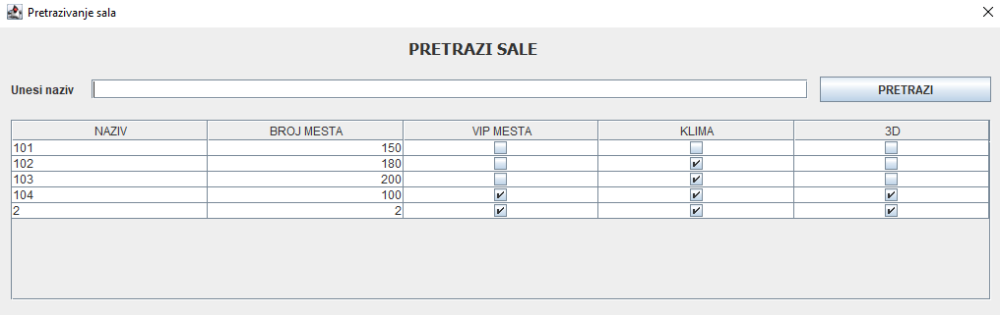 Pretrazivanje sala
PRETRAZI SALE
Unesi naziv PRETRAZI
NAZIV BROJ MESTA VIP MESTA KLIMA 3D
101 150
102 180
103 200
104 100
2 2